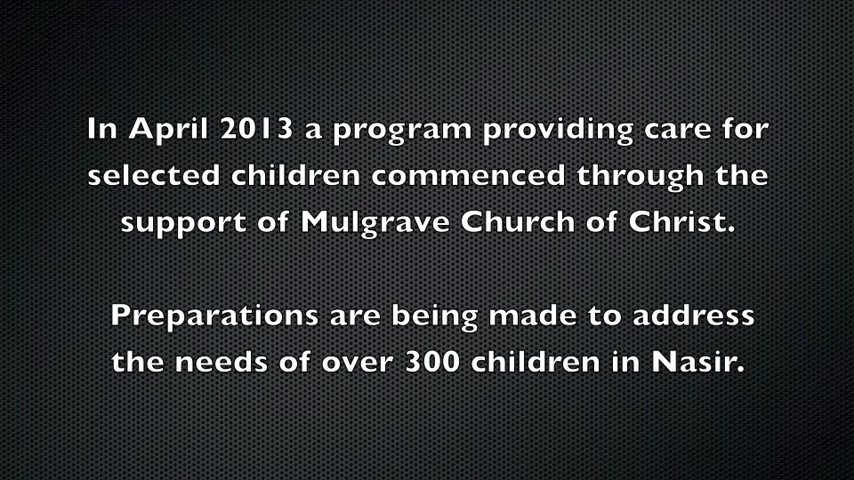 In April 2013 a program providing care for
selected children commenced through the
support of Mulgrave Church of Christ.
Preparations are being made to address
the needs of over 300 children in Nasir.